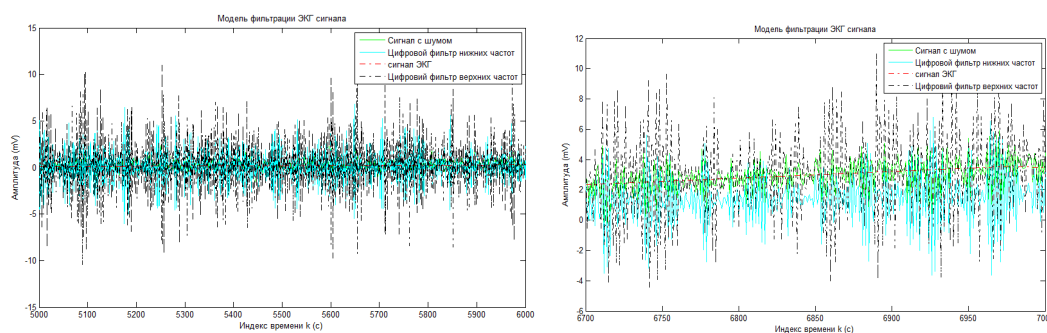 Модель фильтрации ЭКГ сигнала
15
10
5
0
-5
-10
-15
Амплитуда (mV)
Сигнал с шумом
Цифровой фильтр нижних частот
сигнал ЭКГ
Цифровий фильтр верхних частот
5000 5100 5200 5300 5400 5500 5600 5700 5800 5900 6000
Индекс времени k (с)
Модель фильтрации ЭКГ сигнала
12
10
8
6
4
2
0
-2
-4
-6
Амплитуда (mV)
Сигнал с шумом
Цифровой фильтр нижних частот
сигнал ЭКГ
Цифровий фильтр верхних частот
6700 6750 6800 6850 6900 6950
Индекс времени k (с)